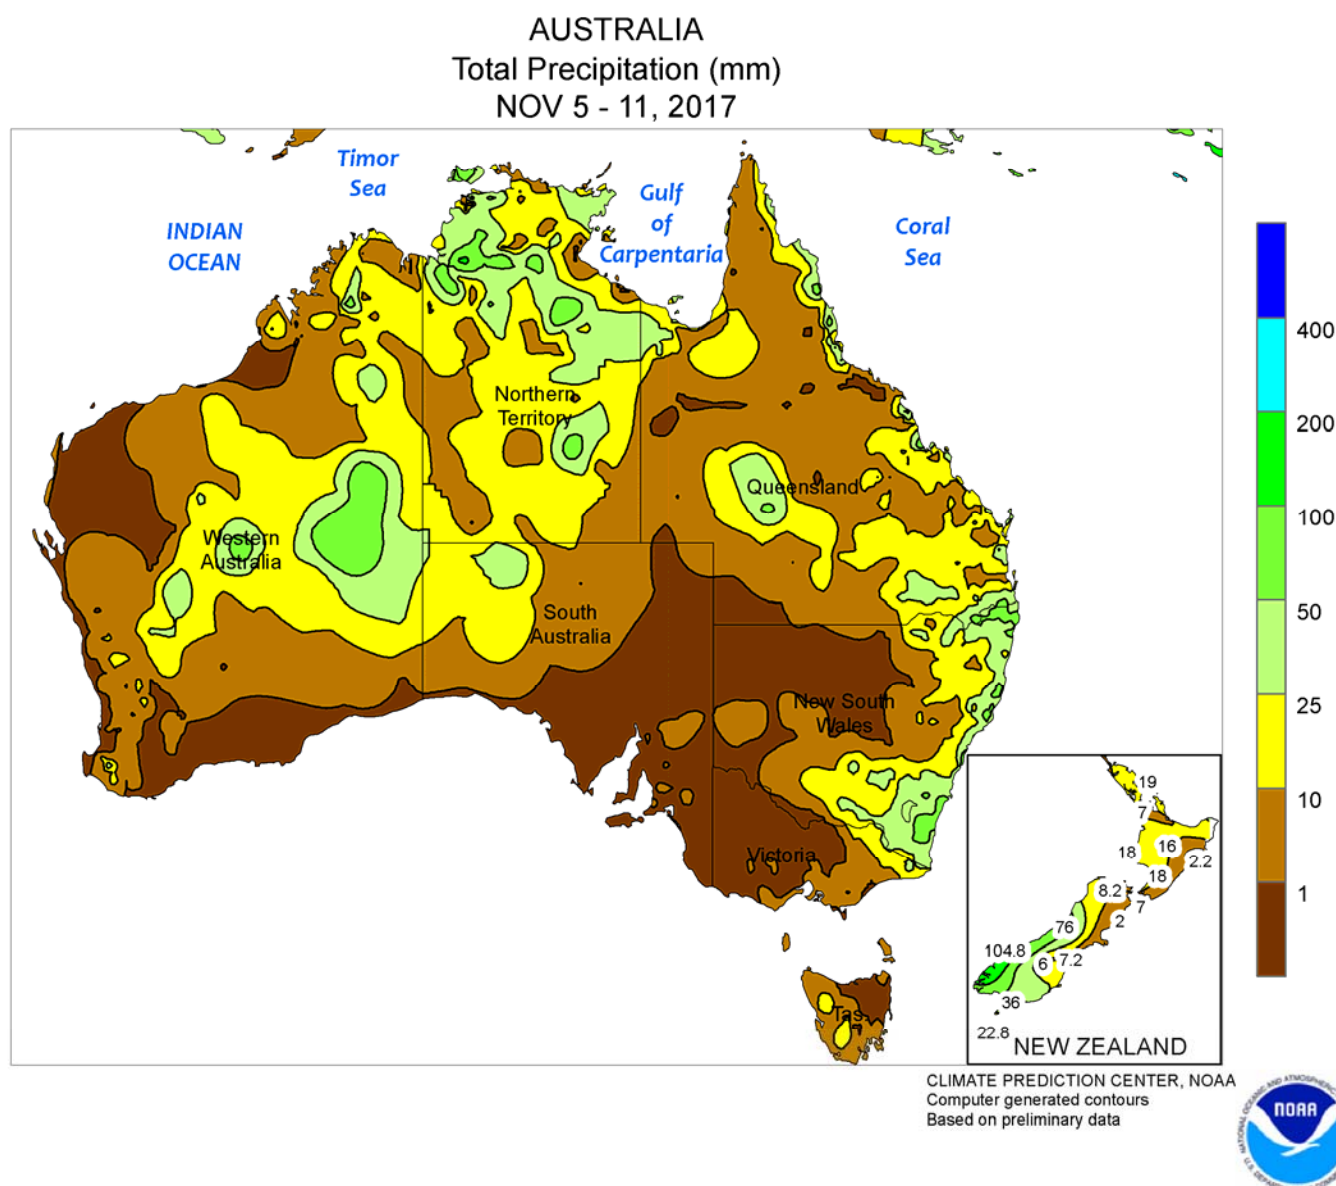 AUSTRALIA
Total Precipitation (mm)
NOV 5 - 11, 2017
Timor
Sea
Gulf
of
Carpentaria
INDIAN
OCEAN
Coral
Sea
400
200
100
50
25
10
1
Northern
Territory
Queensland
Western
Australia
South
Australia
New South
Wales
Victoria
Tas.
19
7
18
16
2.2
18
8.2
7
2
76
104.8
6
7.2
36
22.8
NEW ZEALAND
CLIMATE PREDICTION CENTER, NOAA
Computer generated contours
Based on preliminary data
NOAA